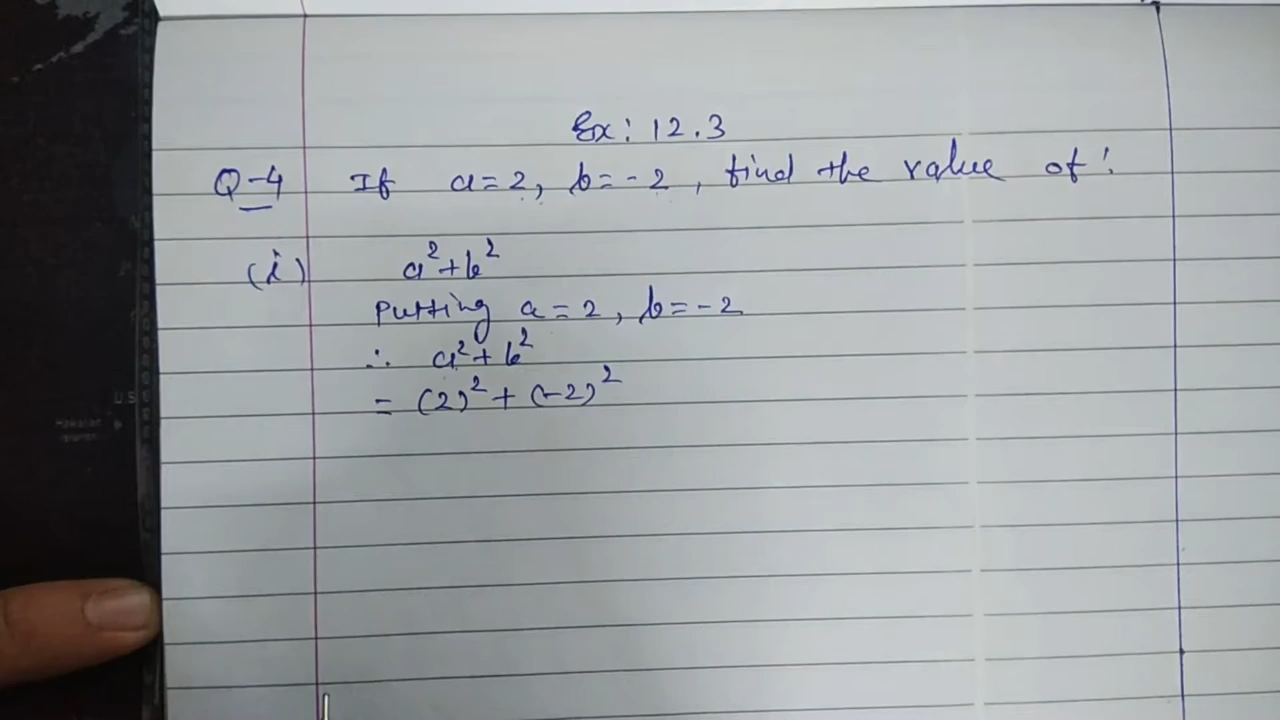 Ex: 12.3
Q-4 If a=2, b=-2, find the value of:
(i) a²+b²
Putting a=2, b=-2
∴ a²+b²
= (2)² + (-2)²